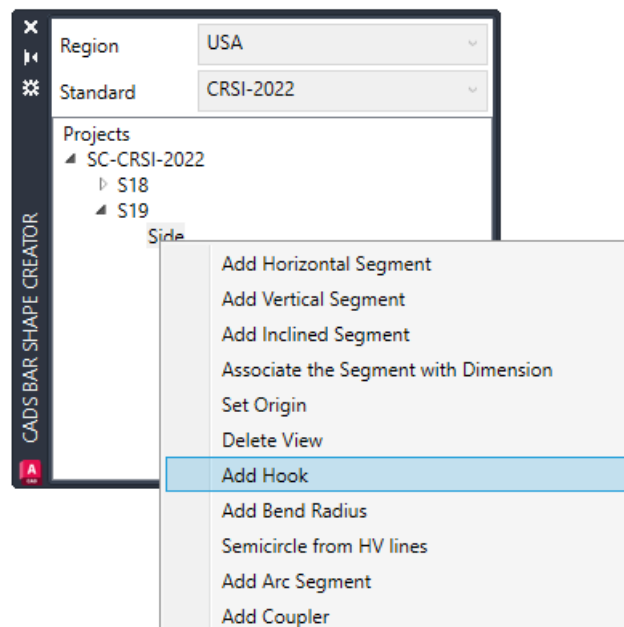 Region
USA
Standard
CRSI-2022
Projects
SC-CRSI-2022
S18
S19
Side
Add Horizontal Segment
Add Vertical Segment
Add Inclined Segment
Associate the Segment with Dimension
Set Origin
Delete View
Add Hook
Add Bend Radius
Semicircle from HV lines
Add Arc Segment
Add Coupler
CADS BAR SHAPE CREATOR
A
CAD